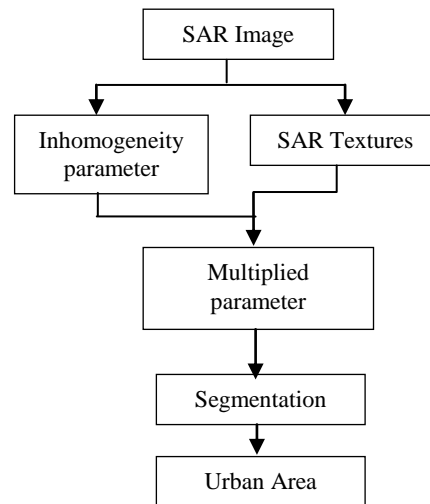 SAR Image
Inhomogeneity
parameter
SAR Textures
Multiplied
parameter
Segmentation
Urban Area